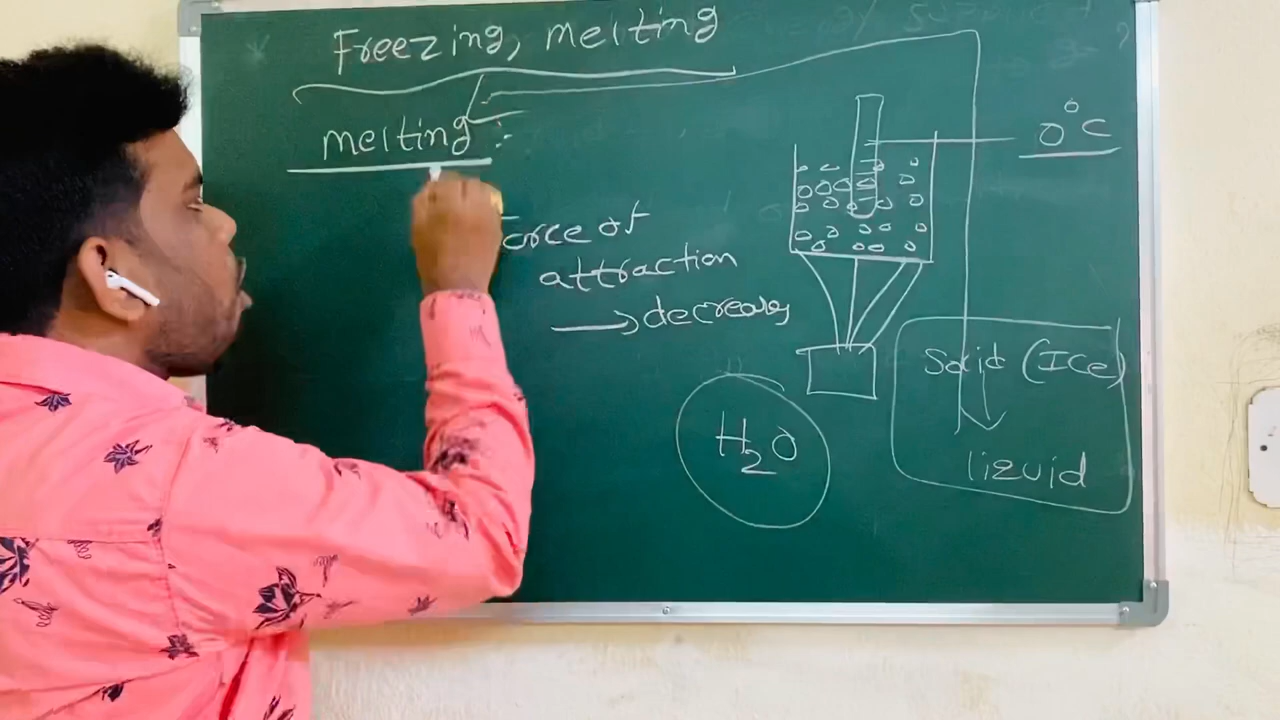 Freezing, melting
melting :
0°C
Force of
attraction
→ decreases
Solid (Ice)
H2O
liquid